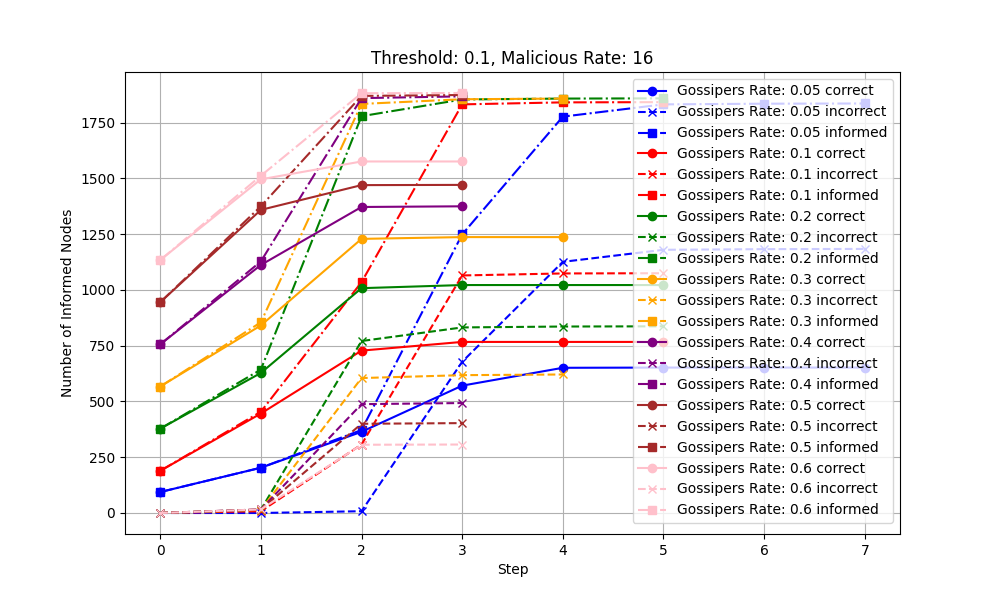 Threshold: 0.1, Malicious Rate: 16
Number of Informed Nodes
1750
1500
1250
1000
750
500
250
0
0 1 2 3 4 5 6 7
Step
Gossipers Rate: 0.05 correct
Gossipers Rate: 0.05 incorrect
Gossipers Rate: 0.05 informed
Gossipers Rate: 0.1 correct
Gossipers Rate: 0.1 incorrect
Gossipers Rate: 0.1 informed
Gossipers Rate: 0.2 correct
Gossipers Rate: 0.2 incorrect
Gossipers Rate: 0.2 informed
Gossipers Rate: 0.3 correct
Gossipers Rate: 0.3 incorrect
Gossipers Rate: 0.3 informed
Gossipers Rate: 0.4 correct
Gossipers Rate: 0.4 incorrect
Gossipers Rate: 0.4 informed
Gossipers Rate: 0.5 correct
Gossipers Rate: 0.5 incorrect
Gossipers Rate: 0.5 informed
Gossipers Rate: 0.6 correct
Gossipers Rate: 0.6 incorrect
Gossipers Rate: 0.6 informed